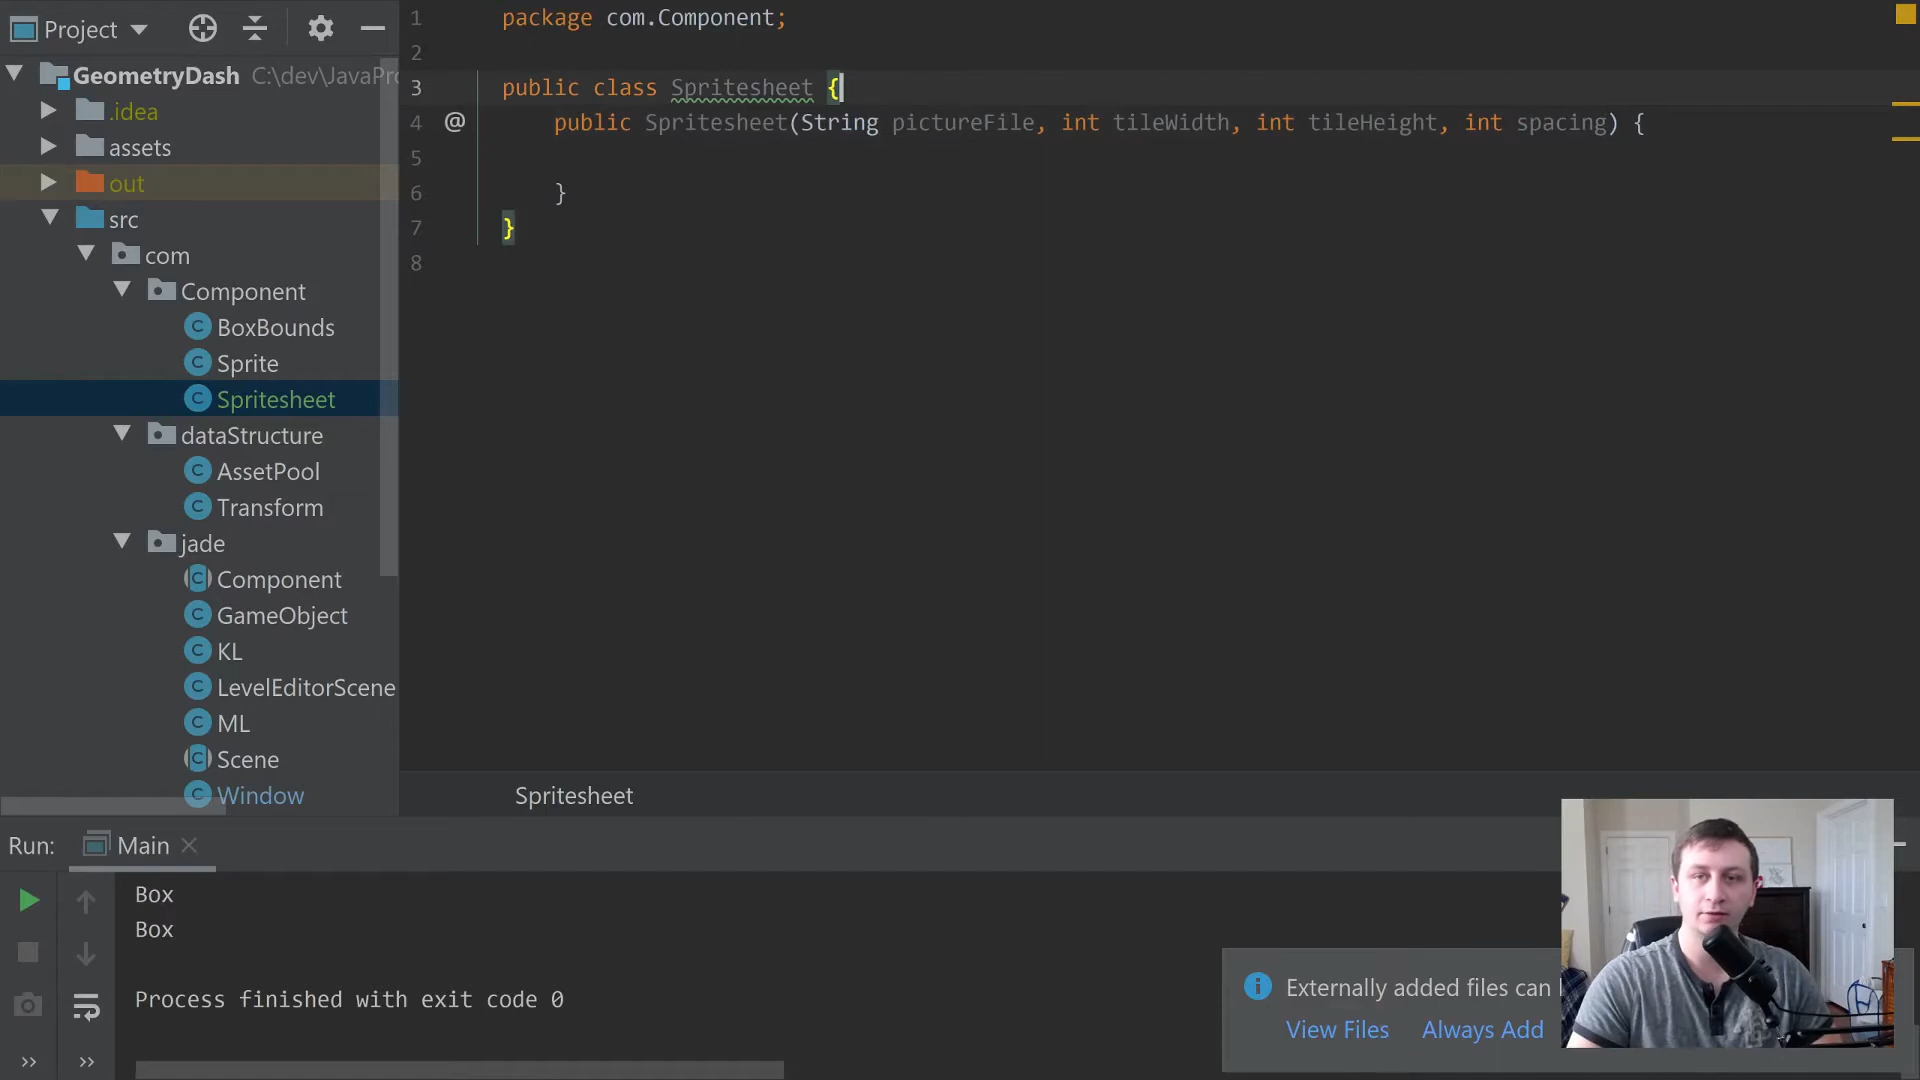 Project
GeometryDash C:\dev\JavaPro
.idea
assets
out
src
com
Component
BoxBounds
Sprite
Spritesheet
dataStructure
AssetPool
Transform
jade
Component
GameObject
KL
LevelEditorScene
ML
Scene
Window
1 package com.Component;
2
3 public class Spritesheet {
4 @ public Spritesheet(String pictureFile, int tileWidth, int tileHeight, int spacing) {
5
6 }
7 }
8
Spritesheet
Run: Main
Box
Box
Process finished with exit code 0
Externally added files can
View Files Always Add